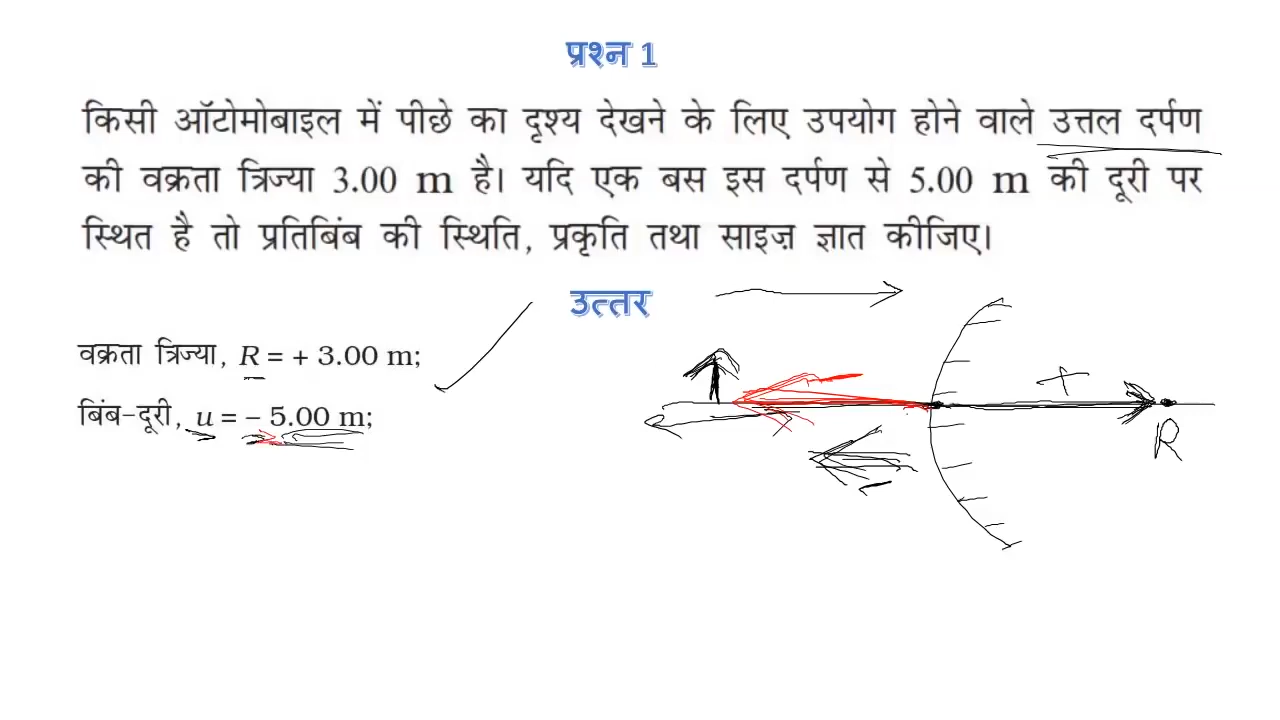 प्रश्न 1
किसी ऑटोमोबाइल में पीछे का दृश्य देखने के लिए उपयोग होने वाले उत्तल दर्पण
की वक्रता त्रिज्या 3.00 m है। यदि एक बस इस दर्पण से 5.00 m की दूरी पर
स्थित है तो प्रतिबिंब की स्थिति, प्रकृति तथा साइज़ ज्ञात कीजिए।
उत्तर
वक्रता त्रिज्या, R = + 3.00 m;
बिंब-दूरी, u = – 5.00 m;
+
R
–